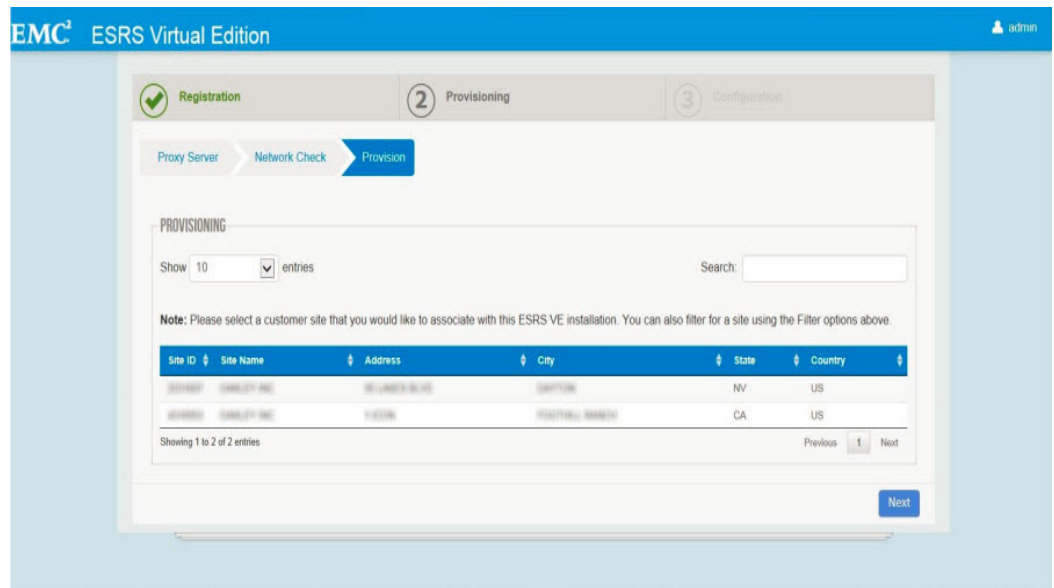 EMC² ESRS Virtual Edition admin
Registration 2 Provisioning 3 Configuration
Proxy Server Network Check Provision
PROVISIONING
Show 10 entries Search:
Note: Please select a customer site that you would like to associate with this ESRS VE installation. You can also filter for a site using the Filter options above.
Site ID Site Name Address City State Country
NV US
CA US
Showing 1 to 2 of 2 entries Previous 1 Next
Next